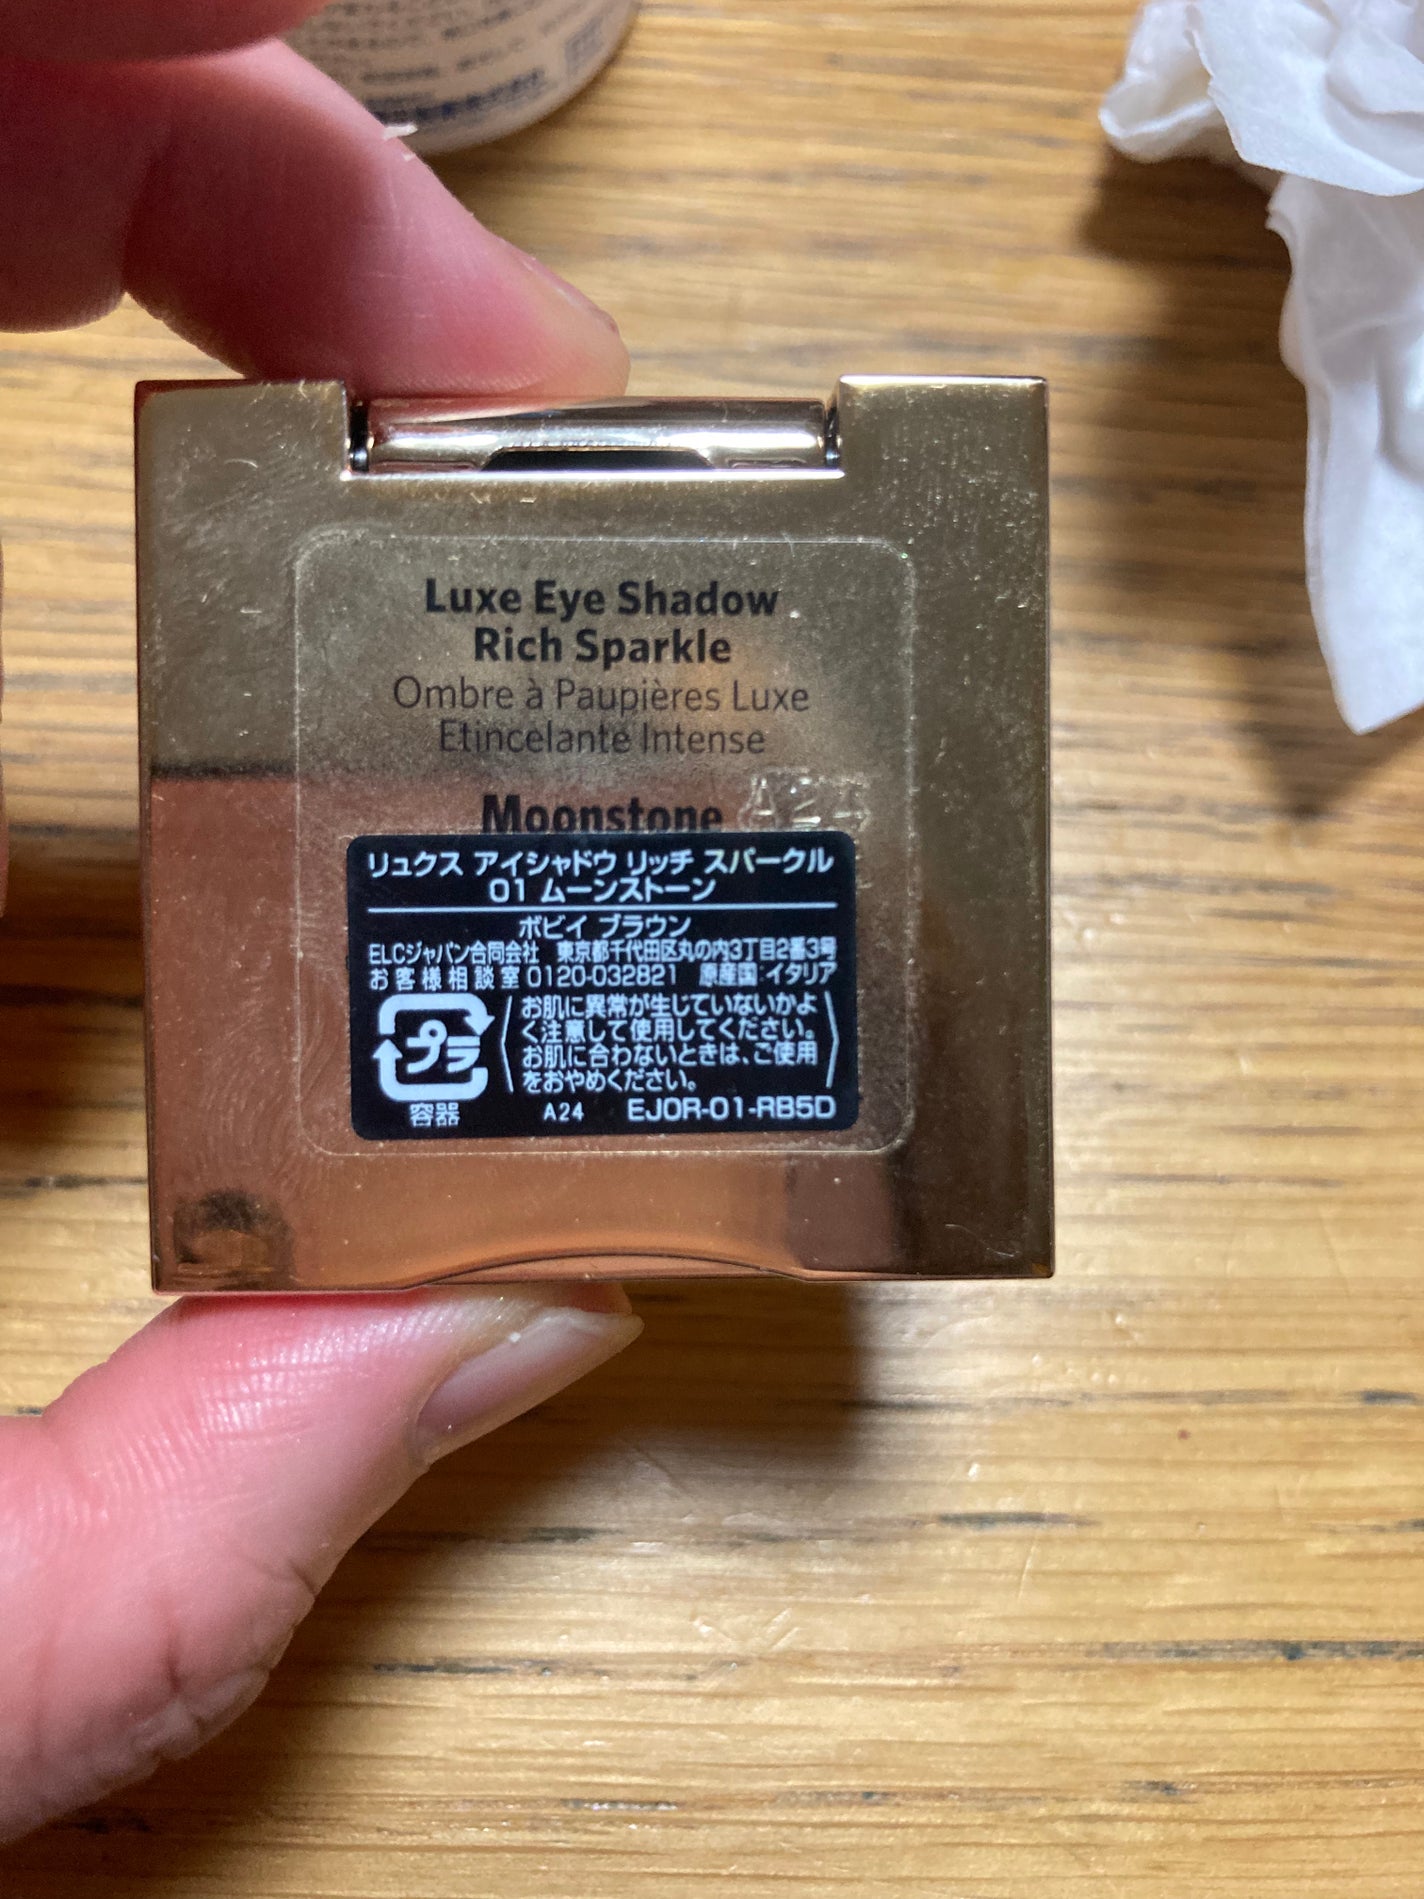 Luxe Eye Shadow
Rich Sparkle
Ombre à Paupières Luxe
Etincelante Intense
Moonstone
A24
リュクス アイシャドウ リッチ スパークル
01 ムーンストーン
ボビイ ブラウン
ELCジャパン合同会社 東京都千代田区丸の内3丁目2番3号
お客様相談室 0120-032821 原産国:イタリア
プラ
お肌に異常が生じていないかよ
く注意して使用してください。
お肌に合わないときは、ご使用
をおやめください。
容器 A24 EJ0R-01-RB5D